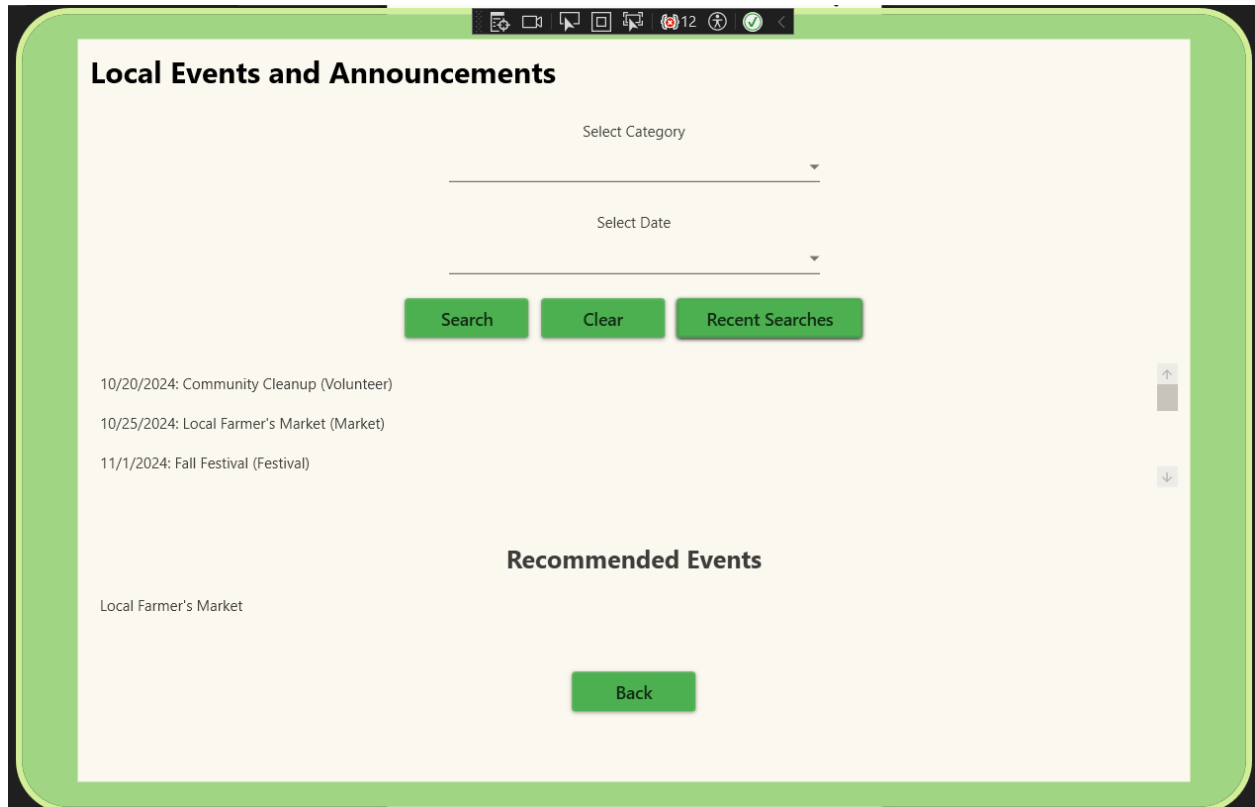 12
Local Events and Announcements
Select Category
Select Date
Search Clear Recent Searches
10/20/2024: Community Cleanup (Volunteer)
10/25/2024: Local Farmer's Market (Market)
11/1/2024: Fall Festival (Festival)
Recommended Events
Local Farmer's Market
Back